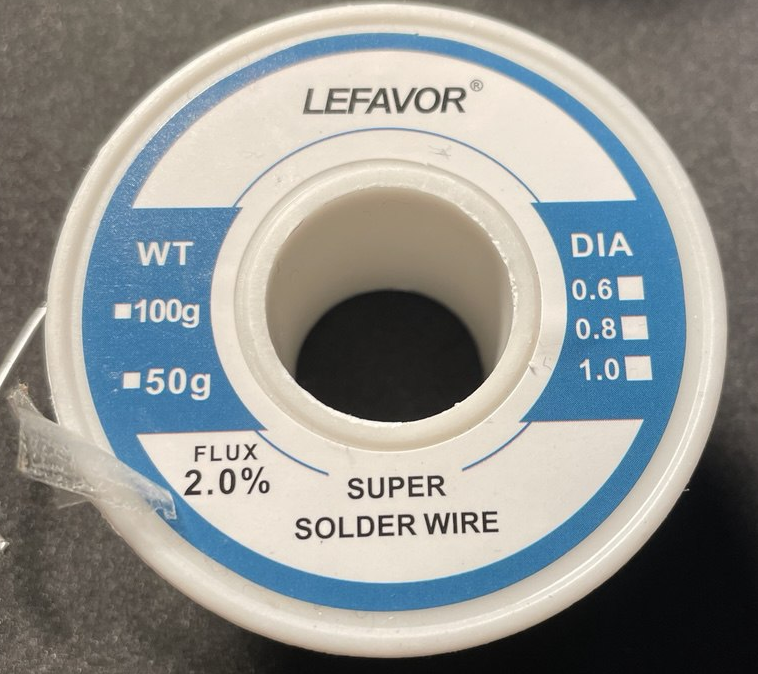 LEFAVOR®
WT
100g
50g
DIA
0.6
0.8
1.0
FLUX
2.0%
SUPER
SOLDER WIRE